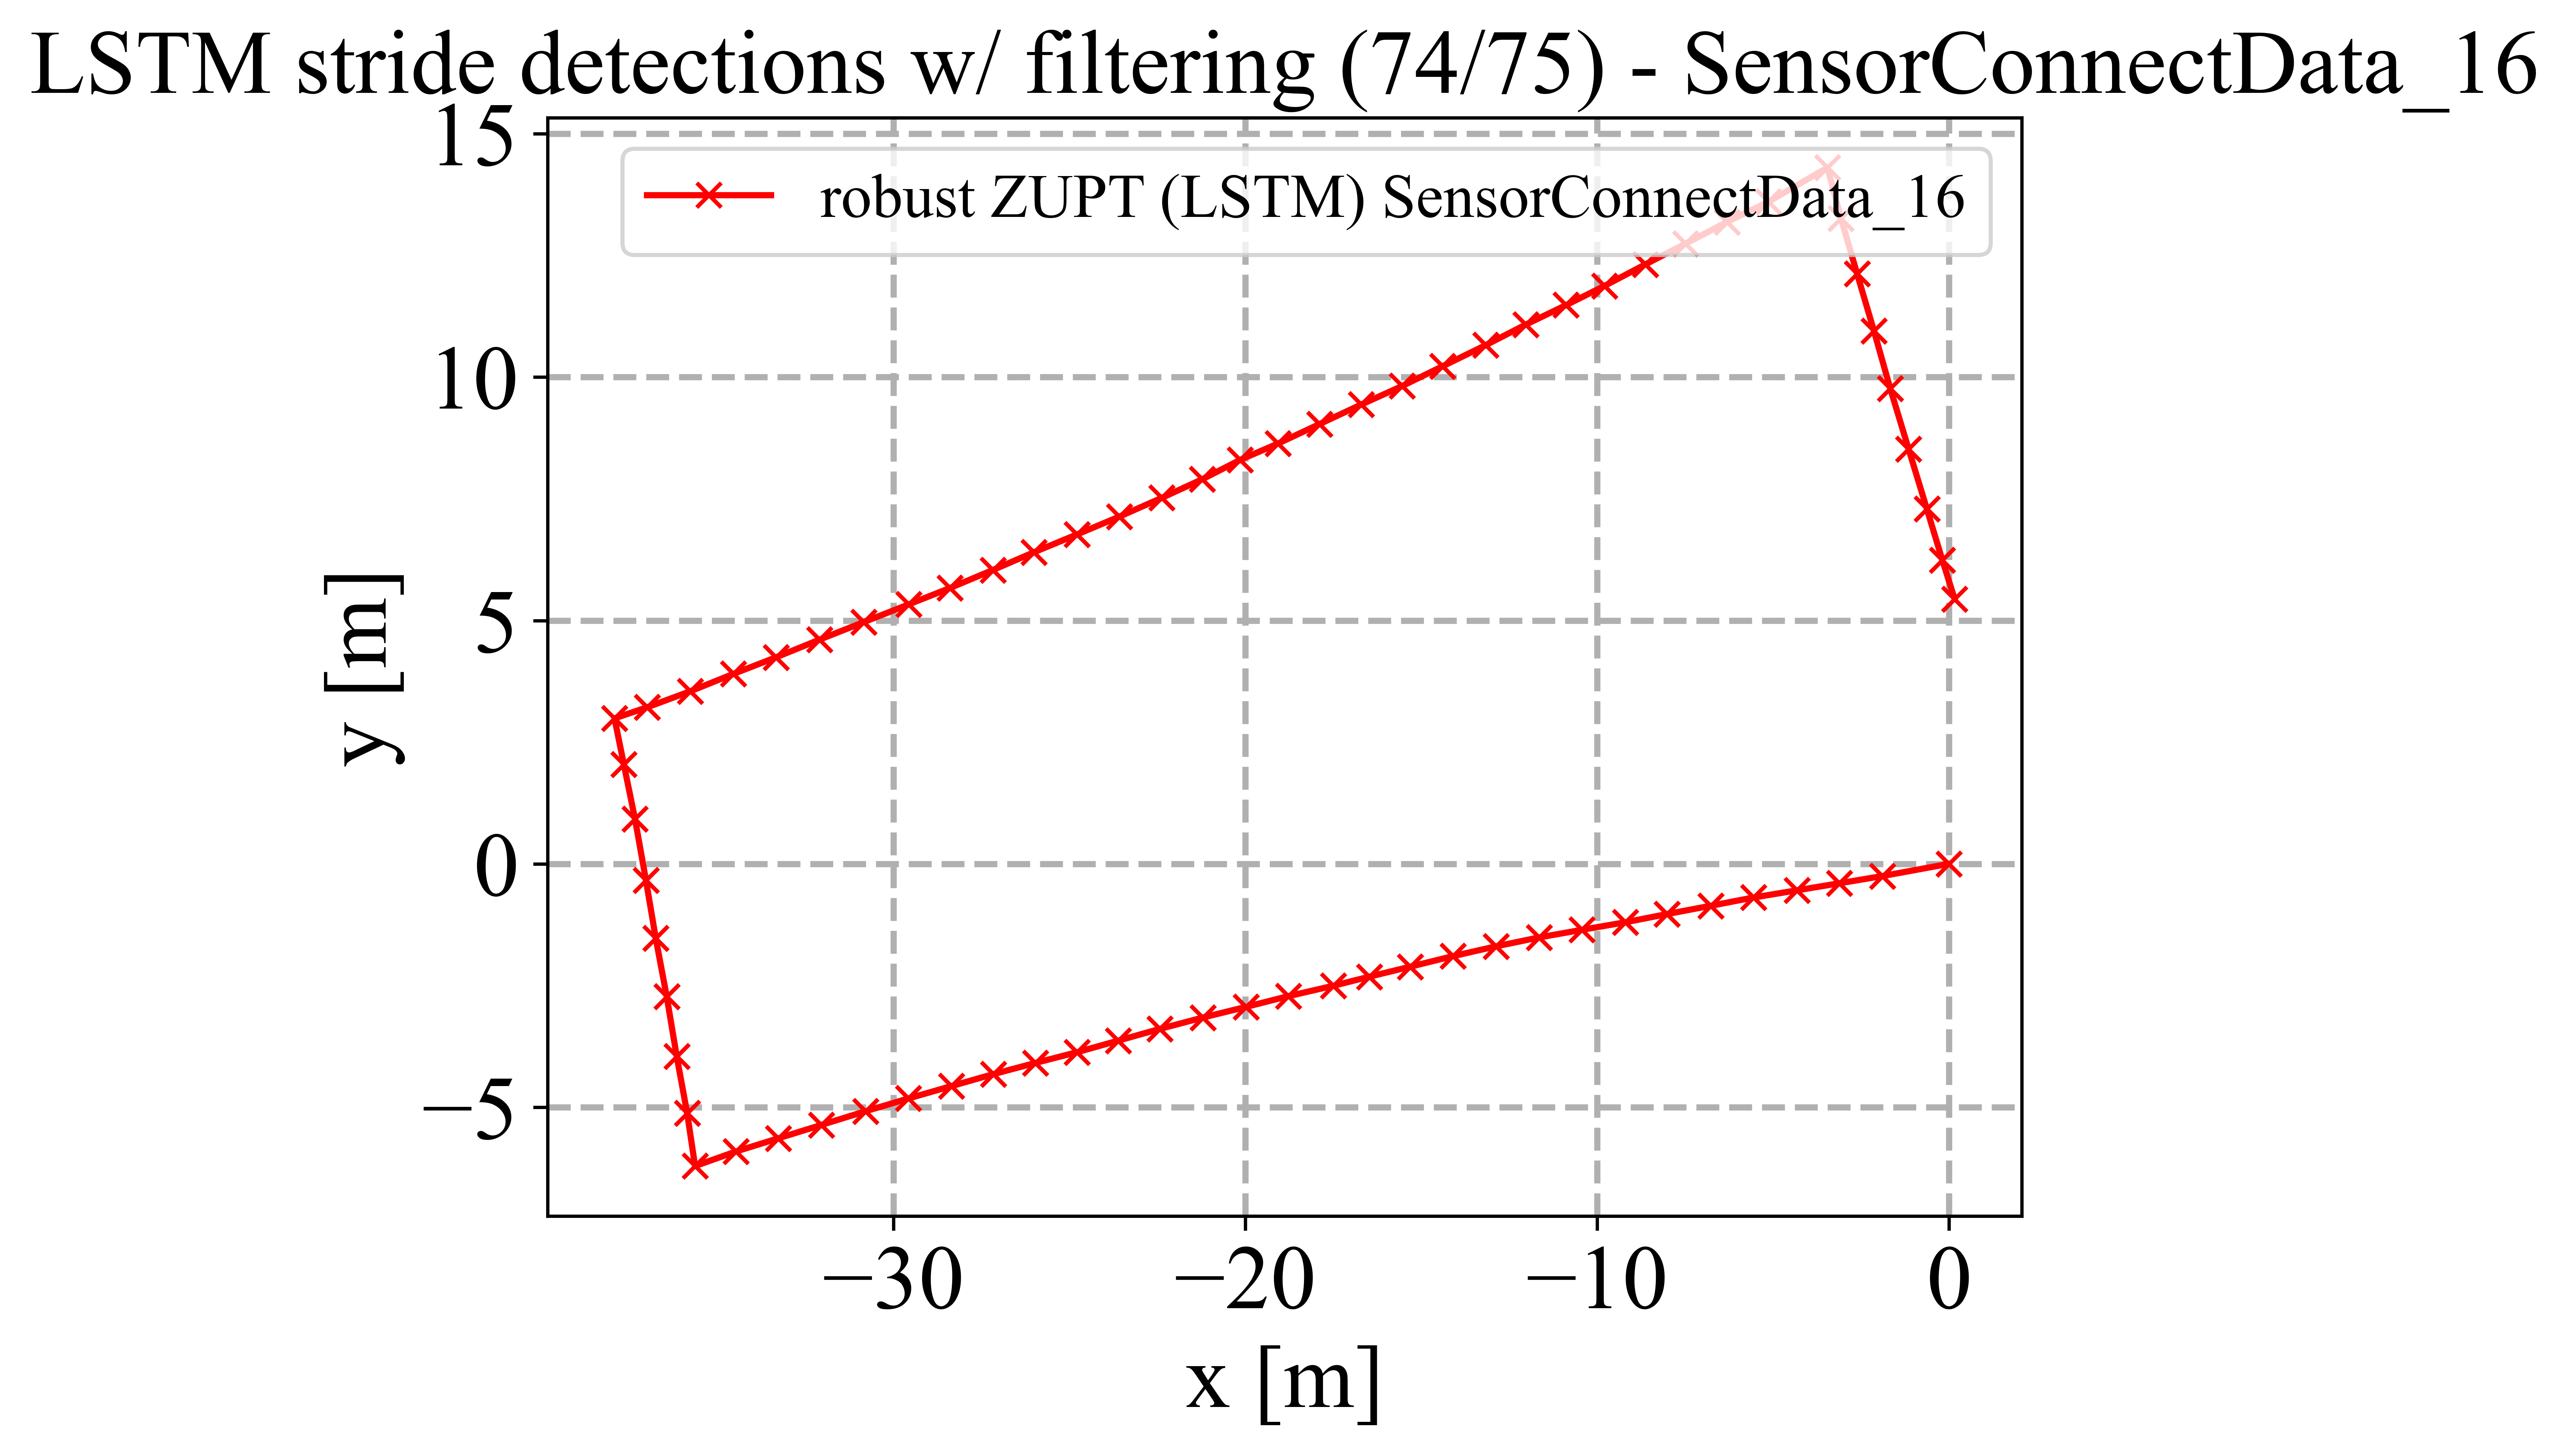 LSTM stride detections w/ filtering (74/75) - SensorConnectData_16
robust ZUPT (LSTM) SensorConnectData_16
15
10
5
0
−5
y [m]
−30 −20 −10 0
x [m]